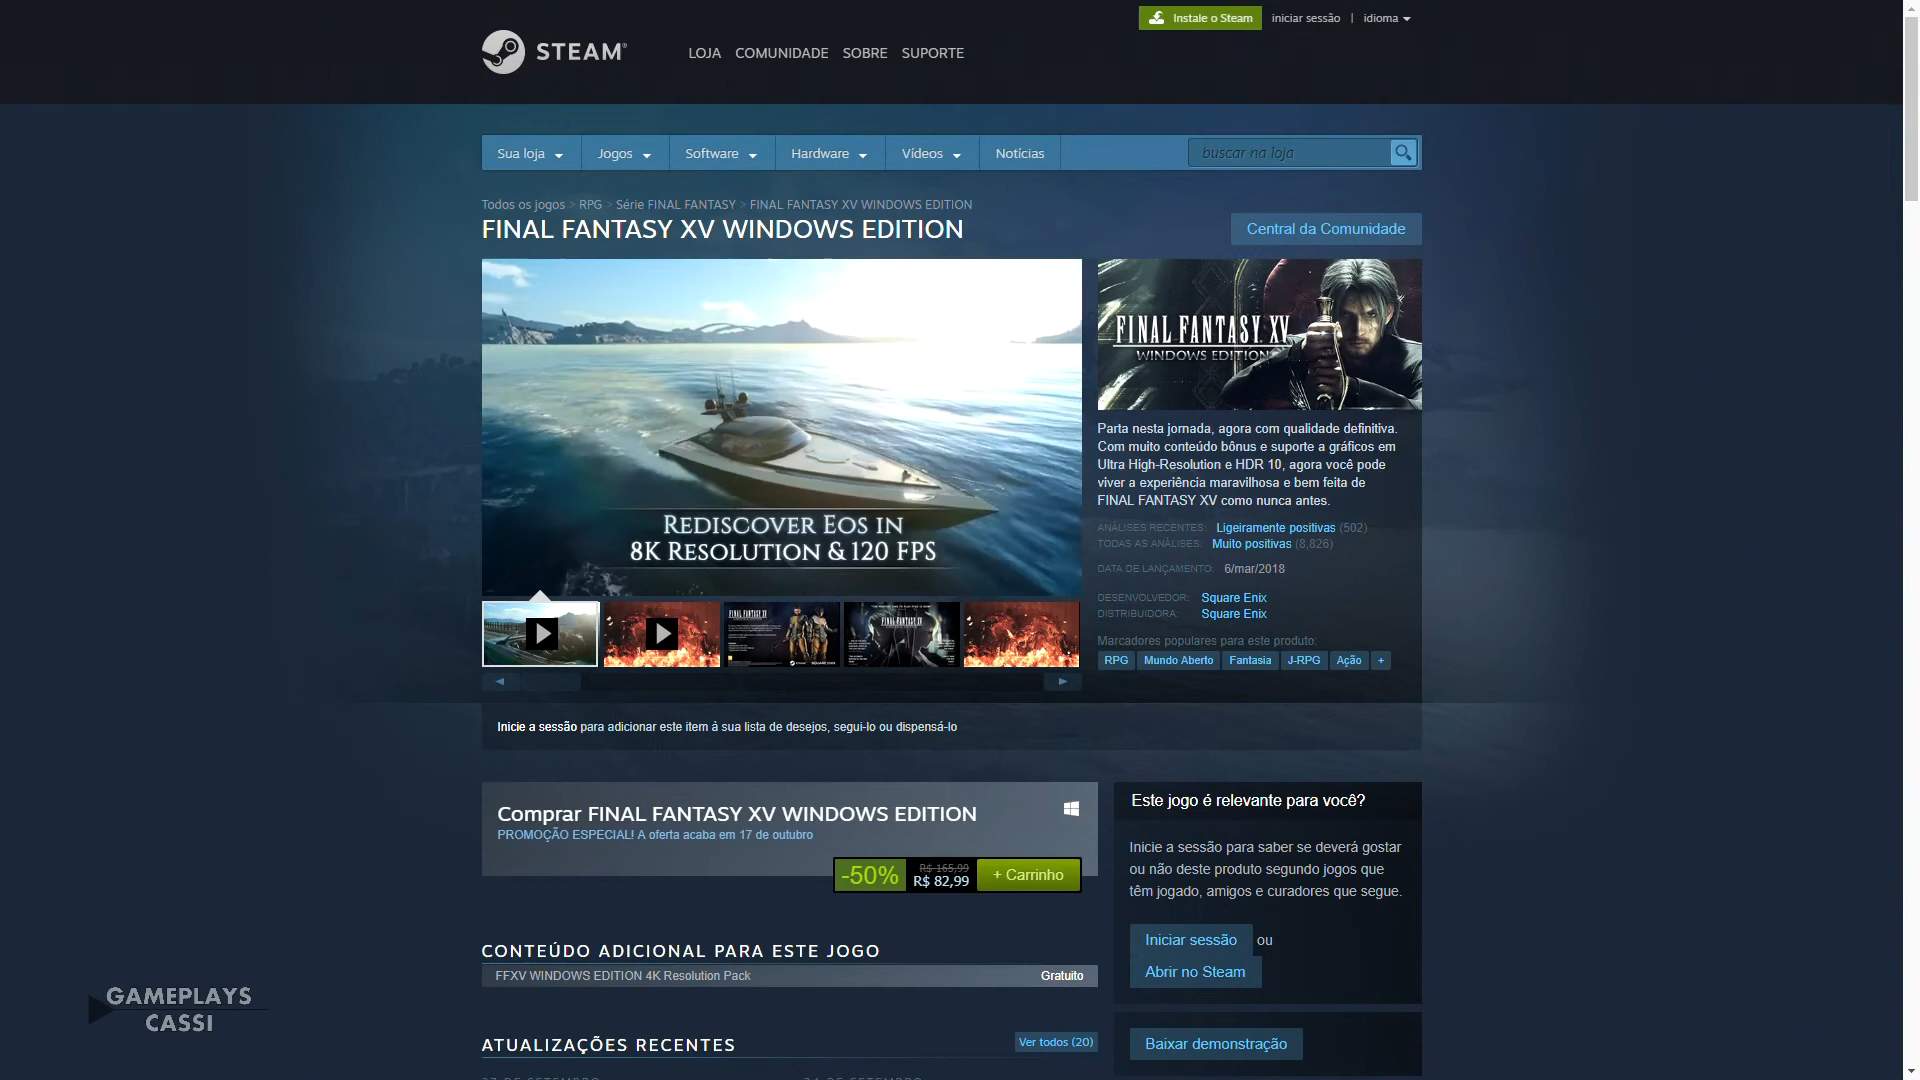 Instale o Steam
iniciar sessão | idioma
STEAM®
LOJA COMUNIDADE SOBRE SUPORTE
Sua loja Jogos Software Hardware Vídeos Notícias
buscar na loja
Todos os jogos > RPG > Série FINAL FANTASY > FINAL FANTASY XV WINDOWS EDITION
FINAL FANTASY XV WINDOWS EDITION
Central da Comunidade
REDISCOVER EOS IN
8K RESOLUTION & 120 FPS
FINAL FANTASY XV
WINDOWS EDITION
Parta nesta jornada, agora com qualidade definitiva.
Com muito conteúdo bônus e suporte a gráficos em
Ultra High-Resolution e HDR 10, agora você pode
viver a experiência maravilhosa e bem feita de
FINAL FANTASY XV como nunca antes.
ANÁLISES RECENTES: Ligeiramente positivas (502)
TODAS AS ANÁLISES: Muito positivas (8,826)
DATA DE LANÇAMENTO: 6/mar/2018
DESENVOLVEDOR: Square Enix
DISTRIBUIDORA: Square Enix
Marcadores populares para este produto:
RPG Mundo Aberto Fantasia J-RPG Ação +
FINAL FANTASY XV
FINAL FANTASY XV
Inicie a sessão para adicionar este item à sua lista de desejos, segui-lo ou dispensá-lo
Comprar FINAL FANTASY XV WINDOWS EDITION
PROMOÇÃO ESPECIAL! A oferta acaba em 17 de outubro
-50%
R$ 165,99
R$ 82,99
+ Carrinho
Este jogo é relevante para você?
Inicie a sessão para saber se deverá gostar
ou não deste produto segundo jogos que
têm jogado, amigos e curadores que segue.
Iniciar sessão ou
Abrir no Steam
CONTEÚDO ADICIONAL PARA ESTE JOGO
FFXV WINDOWS EDITION 4K Resolution Pack Gratuito
ATUALIZAÇÕES RECENTES
Ver todos (20)
Baixar demonstração
GAMEPLAYS
CASSI